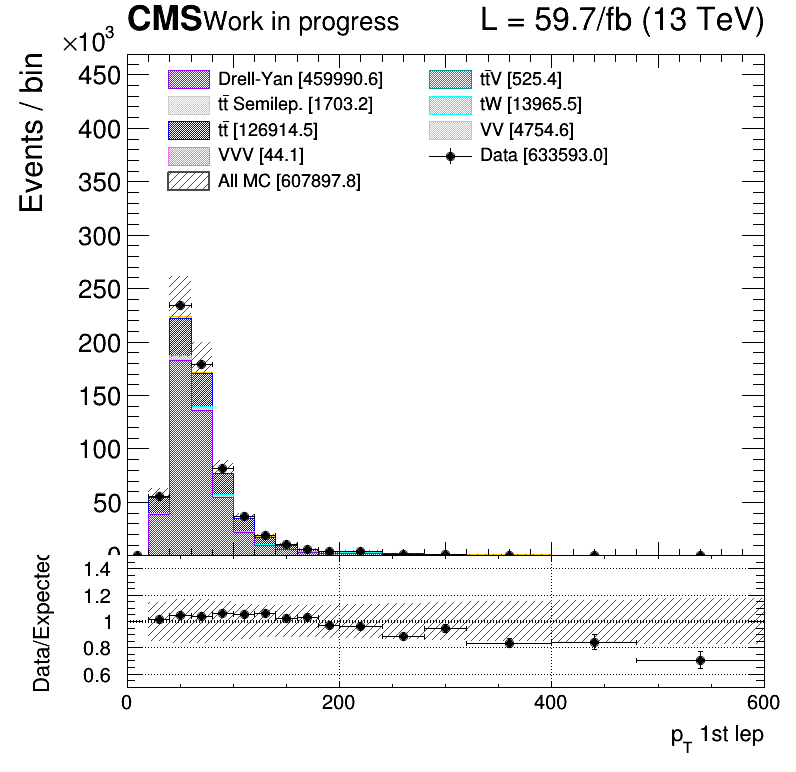 CMS Work in progress L = 59.7/fb (13 TeV)
×10³
Events / bin
Drell-Yan [459990.6] tt̄V [525.4]
tt̄ Semilep. [1703.2] tW [13965.5]
tt̄ [126914.5] VV [4754.6]
VVV [44.1] Data [633593.0]
All MC [607897.8]
450
400
350
300
250
200
150
100
50
0
Data/Expected
1.4
1.2
1
0.8
0.6
0 200 400 600
p_T 1st lep